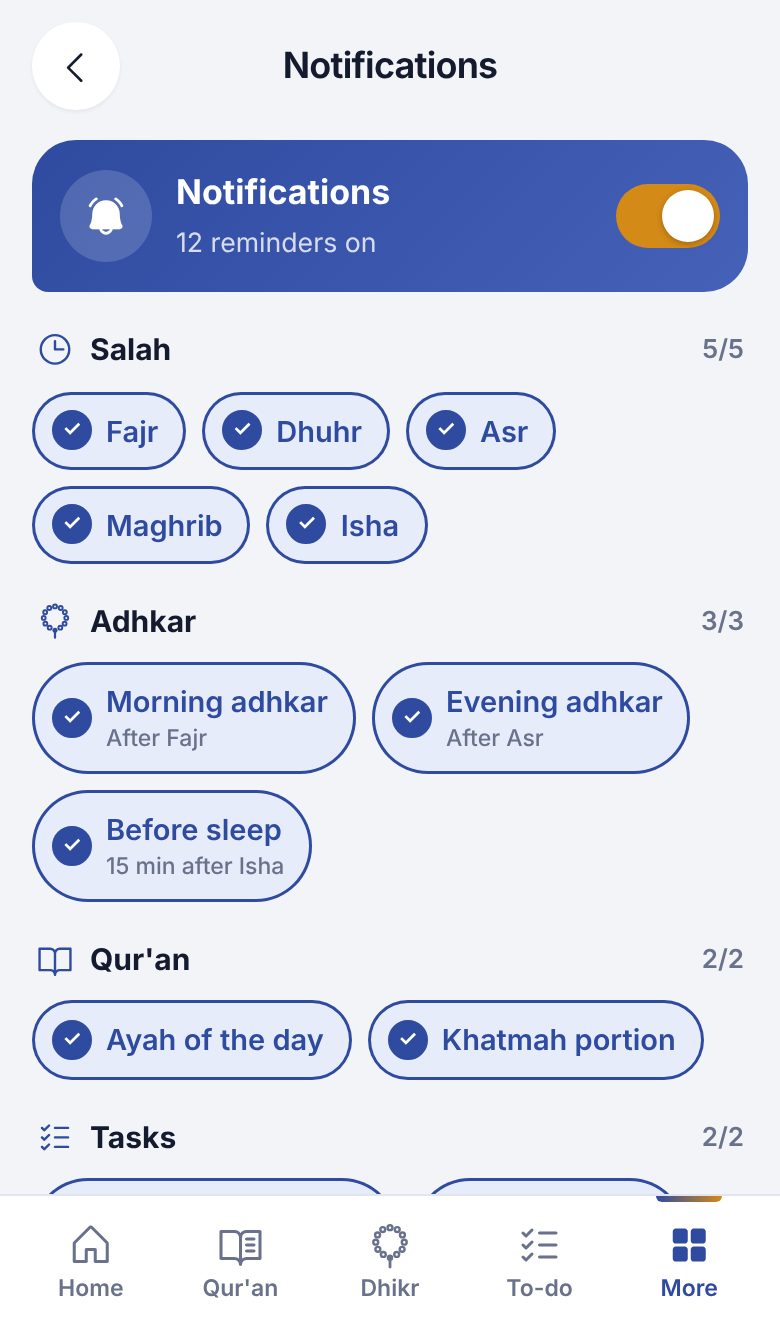 Notifications
Notifications
12 reminders on
Salah 5/5
Fajr Dhuhr Asr
Maghrib Isha
Adhkar 3/3
Morning adhkar Evening adhkar
After Fajr After Asr
Before sleep
15 min after Isha
Qur'an 2/2
Ayah of the day Khatmah portion
Tasks 2/2
Home Qur'an Dhikr To-do More